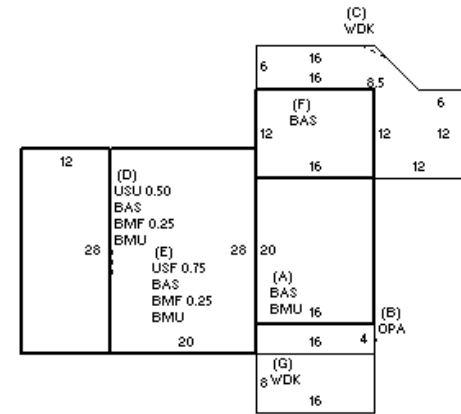 (C)
WDK
16
6
16
8.5
6
(F)
BAS
12
12
12
12
16
12
(D)
USU 0.50
BAS
BMF 0.25
BMU
28
(E)
USF 0.75
BAS
BMF 0.25
BMU
28
20
(A)
BAS
BMU
16
(B)
OPA
20
16
4
(G)
WDK
8
16